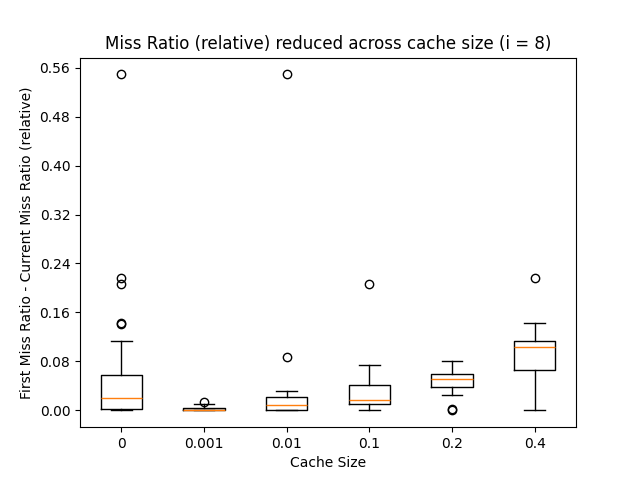 Miss Ratio (relative) reduced across cache size (i = 8)
First Miss Ratio - Current Miss Ratio (relative)
0.56
0.48
0.40
0.32
0.24
0.16
0.08
0.00
0 0.001 0.01 0.1 0.2 0.4
Cache Size